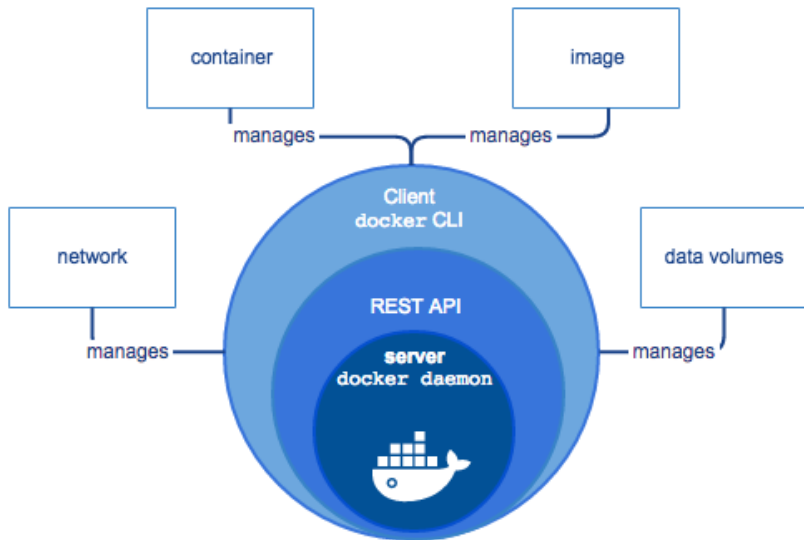 container
image
manages
manages
Client
docker CLI
network
data volumes
REST API
manages
server
docker daemon
manages